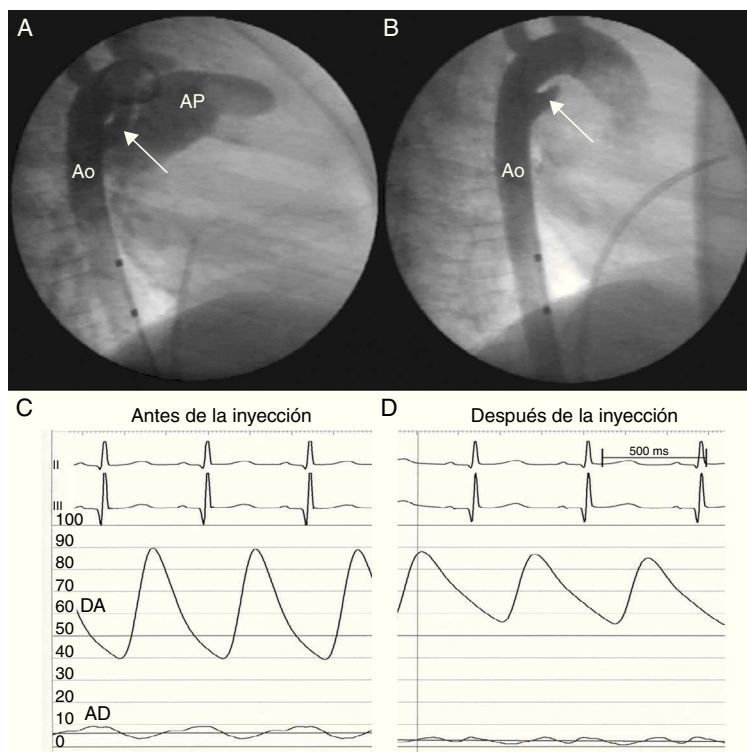 A
AP
Ao
B
Ao
C
Antes de la inyección
II
III
100
90
80
70
60
DA
50
40
30
20
10
AD
0
D
Después de la inyección
500 ms